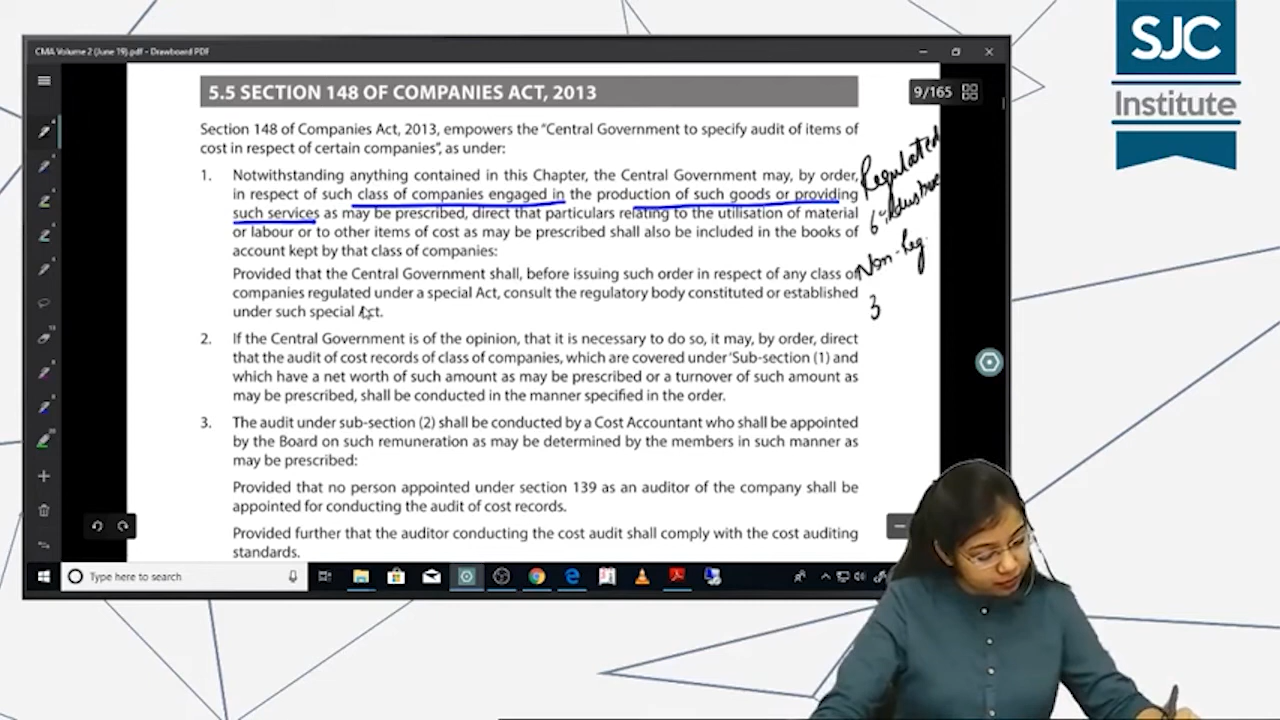 SJC
Institute
CMA Volume 2 (June 19).pdf - Drawboard PDF
9/165
5.5 SECTION 148 OF COMPANIES ACT, 2013
Section 148 of Companies Act, 2013, empowers the "Central Government to specify audit of items of
cost in respect of certain companies", as under:
1. Notwithstanding anything contained in this Chapter, the Central Government may, by order,
in respect of such class of companies engaged in the production of such goods or providing
such services as may be prescribed, direct that particulars relating to the utilisation of material
or labour or to other items of cost as may be prescribed shall also be included in the books of
account kept by that class of companies:
Provided that the Central Government shall, before issuing such order in respect of any class of
companies regulated under a special Act, consult the regulatory body constituted or established
under such special Act.
2. If the Central Government is of the opinion, that it is necessary to do so, it may, by order, direct
that the audit of cost records of class of companies, which are covered under 'Sub-section (1) and
which have a net worth of such amount as may be prescribed or a turnover of such amount as
may be prescribed, shall be conducted in the manner specified in the order.
3. The audit under sub-section (2) shall be conducted by a Cost Accountant who shall be appointed
by the Board on such remuneration as may be determined by the members in such manner as
may be prescribed:
Provided that no person appointed under section 139 as an auditor of the company shall be
appointed for conducting the audit of cost records.
Provided further that the auditor conducting the cost audit shall comply with the cost auditing
standards.
Regulated
6
Non-Reg.
3
Type here to search